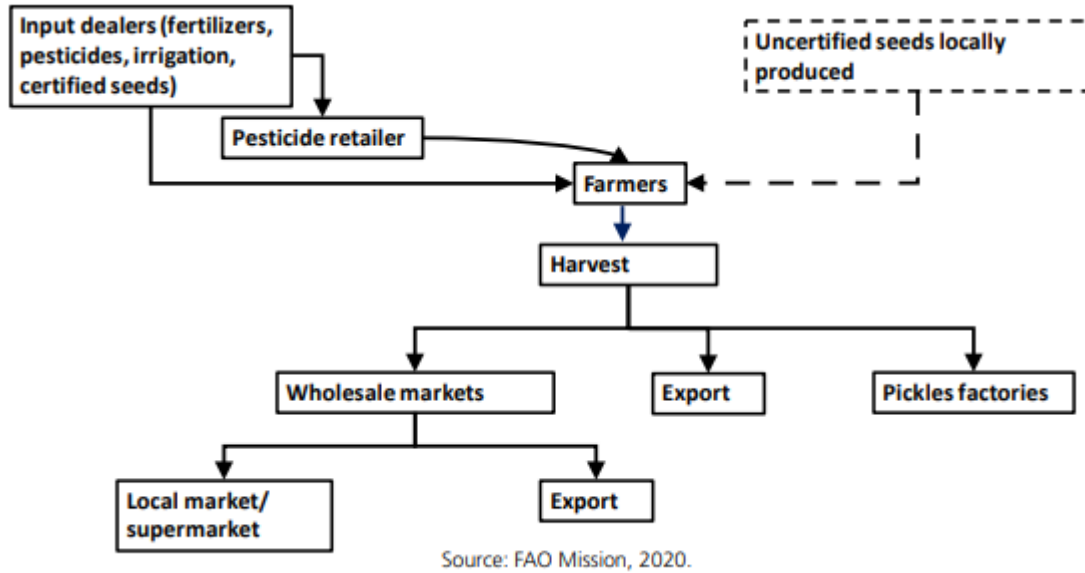 Input dealers (fertilizers,
pesticides, irrigation,
certified seeds)
Uncertified seeds locally
produced
Pesticide retailer
Farmers
Harvest
Wholesale markets
Export
Pickles factories
Local market/
supermarket
Export
Source: FAO Mission, 2020.